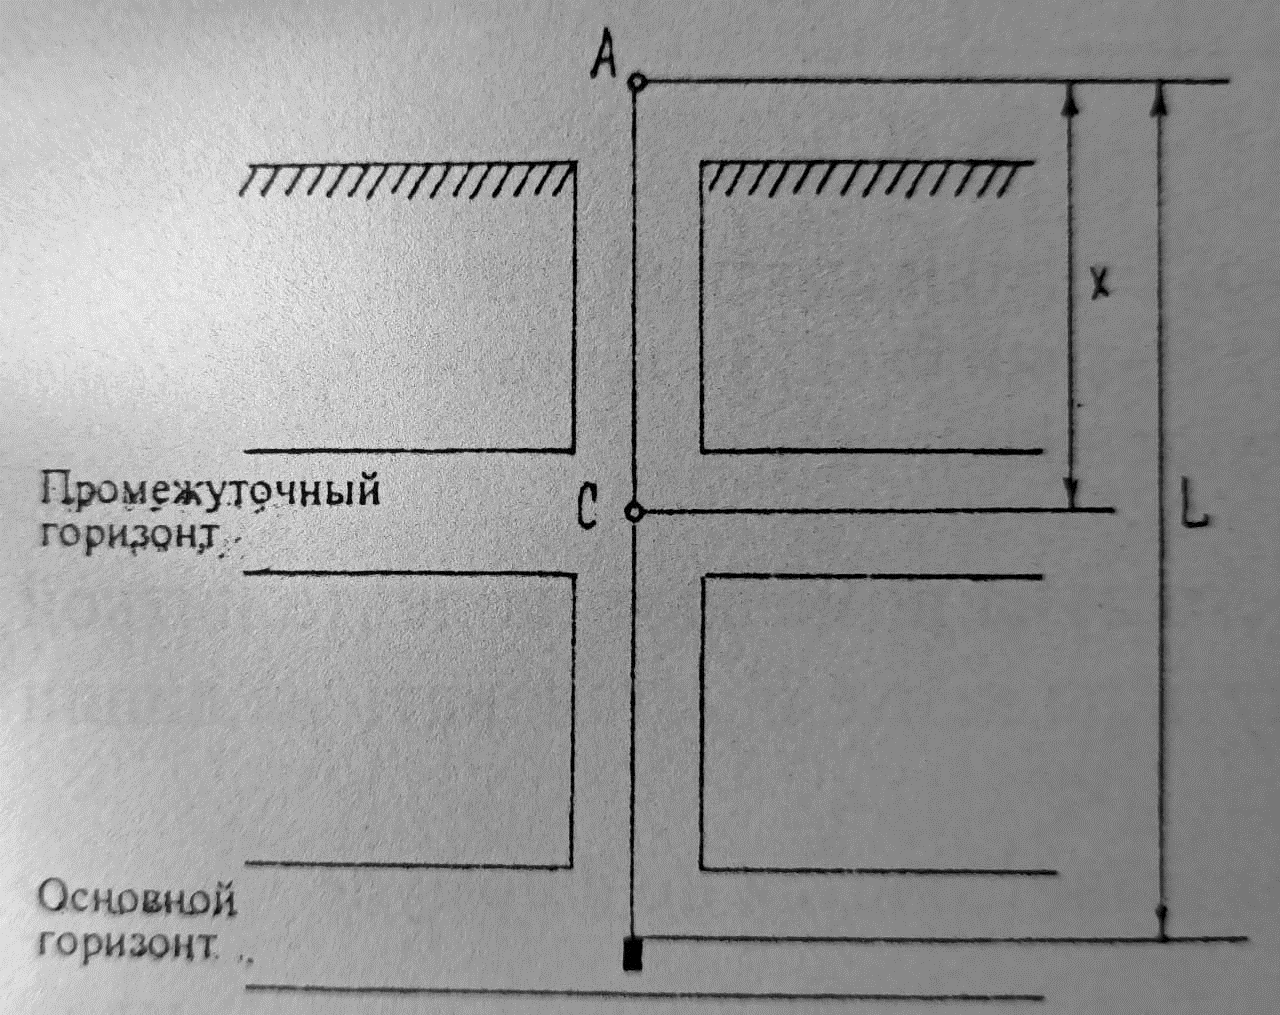 A
x
Промежуточный
горизонт
C
L
Основной
горизонт